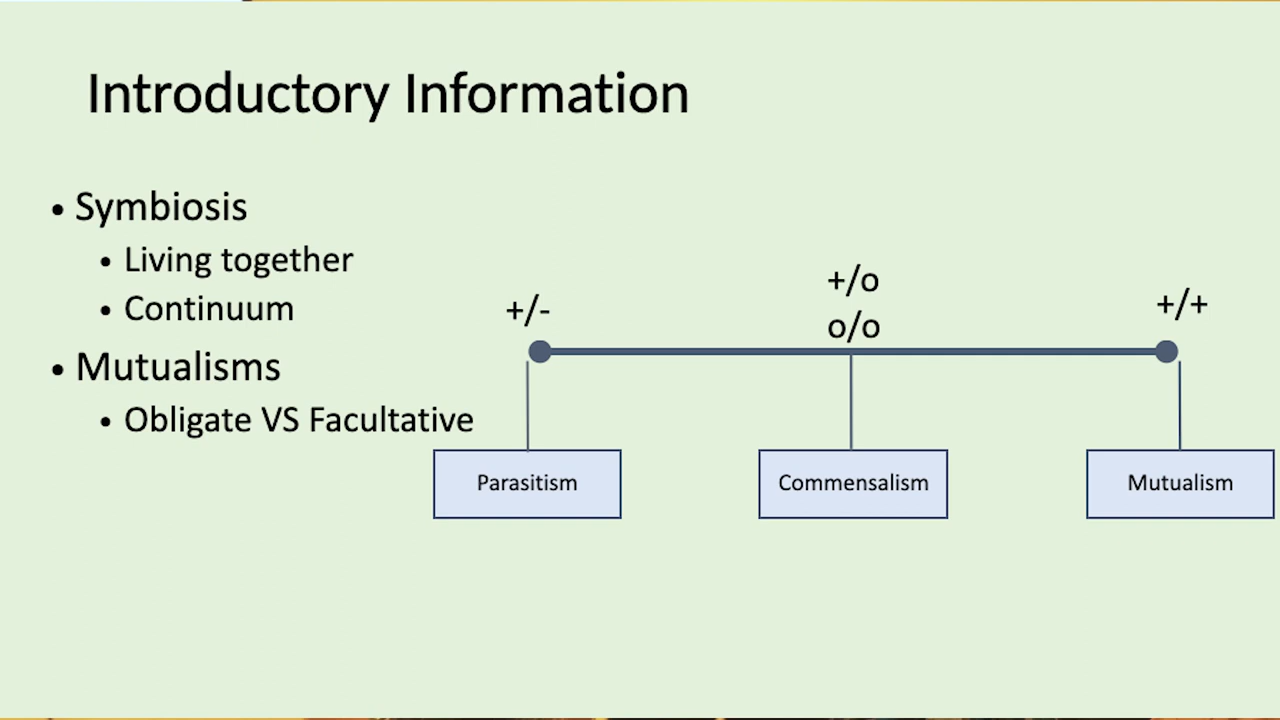 Introductory Information
• Symbiosis
• Living together
• Continuum
• Mutualisms
• Obligate VS Facultative
+/-
+/o
o/o
+/+
Parasitism
Commensalism
Mutualism